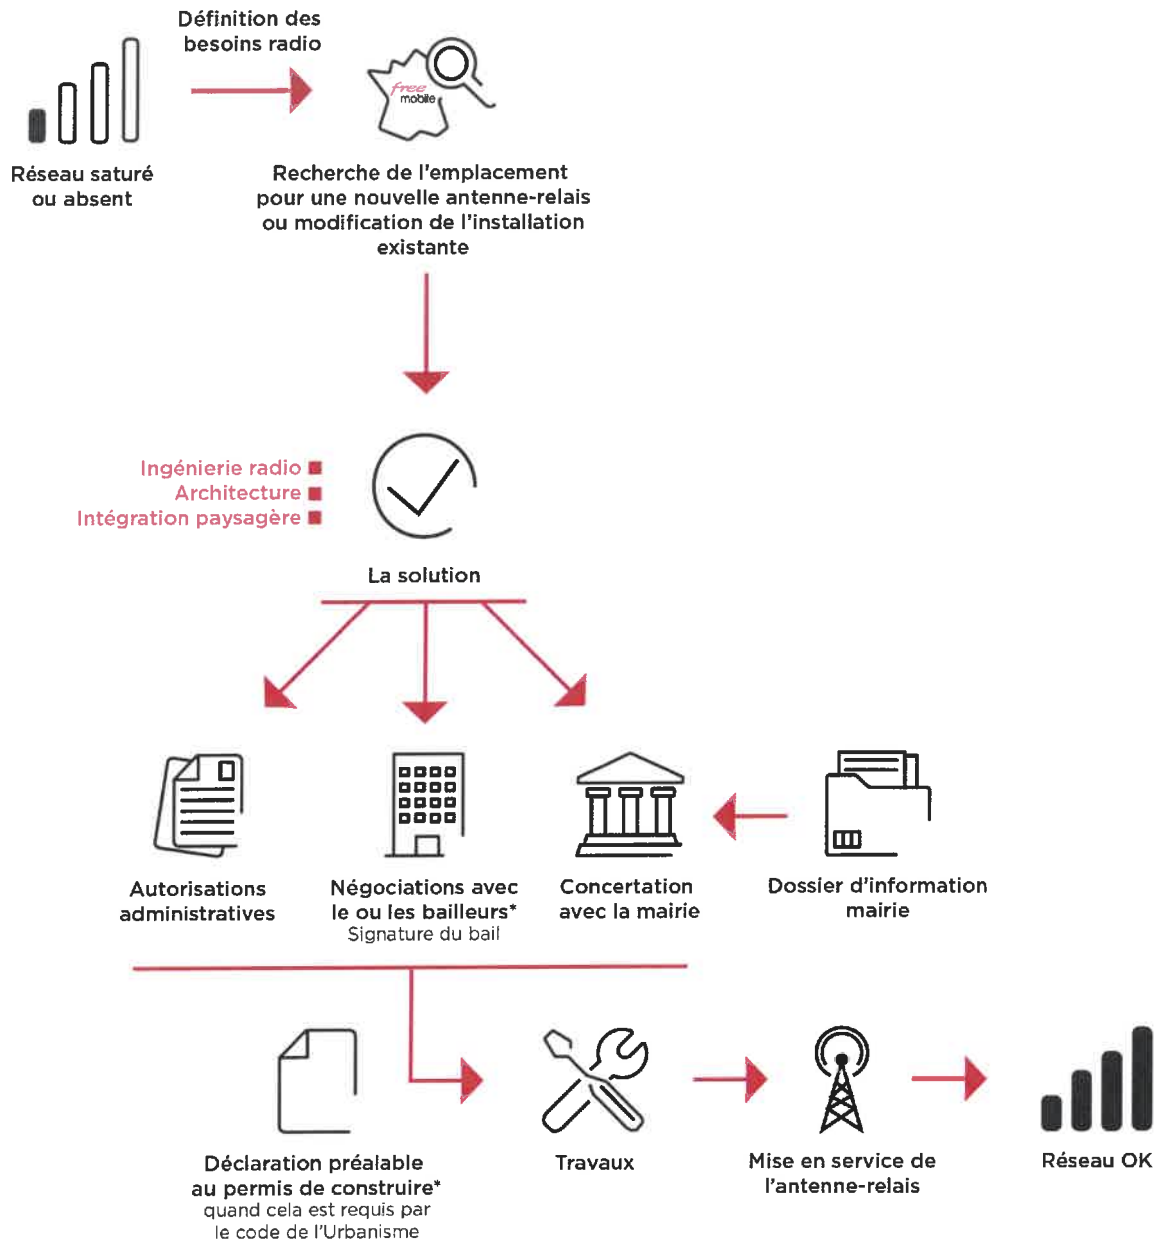 Définition des
besoins radio
free
mobile
Réseau saturé
ou absent
Recherche de l'emplacement
pour une nouvelle antenne-relais
ou modification de l'installation
existante
Ingénierie radio
Architecture
Intégration paysagère
La solution
Autorisations
administratives
Négociations avec
le ou les bailleurs*
Signature du bail
Concertation
avec la mairie
Dossier d'information
mairie
Déclaration préalable
au permis de construire*
quand cela est requis par
le code de l'Urbanisme
Travaux
Mise en service de
l'antenne-relais
Réseau OK